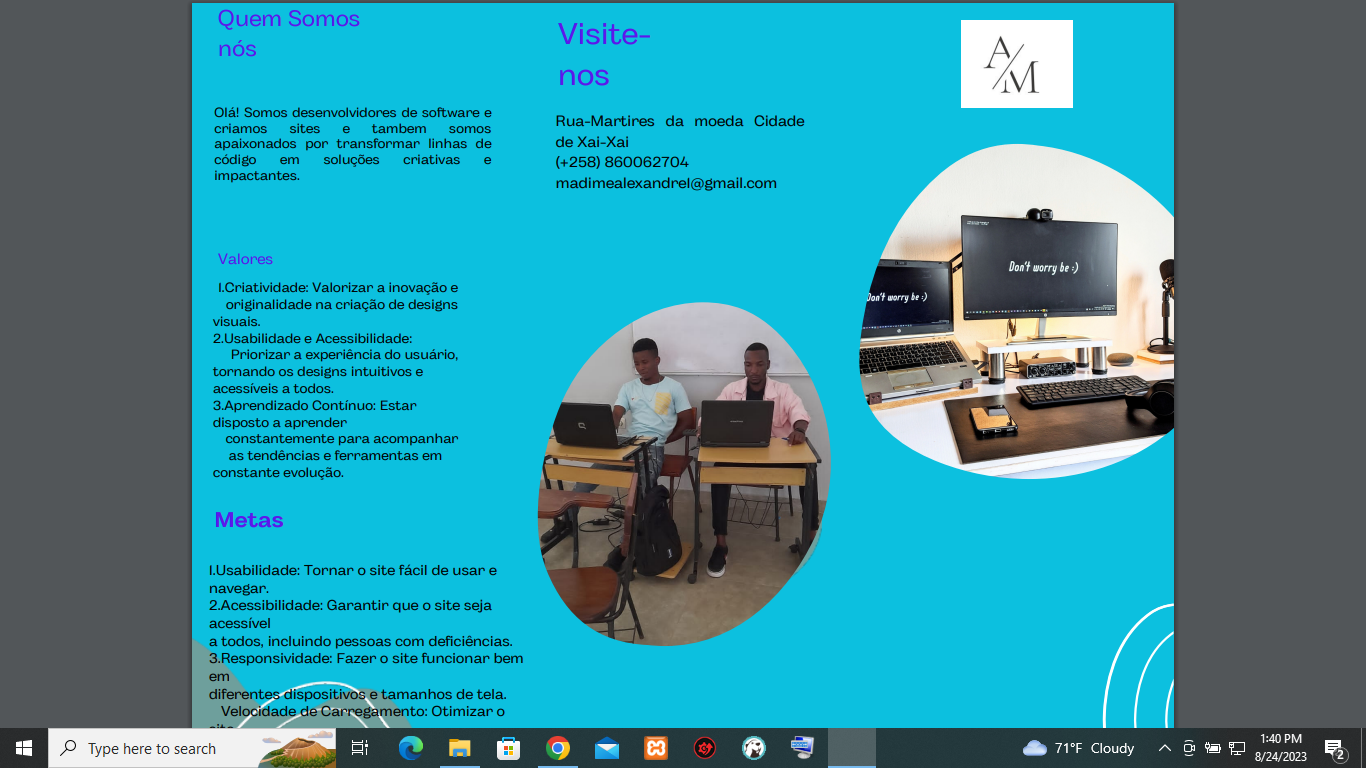 Quem Somos
nós
Olá! Somos desenvolvidores de software e
criamos sites e tambem somos
apaixonados por transformar linhas de
código em soluções criativas e
impactantes.
Valores
1.Criatividade: Valorizar a inovação e
originalidade na criação de designs
visuais.
2.Usabilidade e Acessibilidade:
Priorizar a experiência do usuário,
tornando os designs intuitivos e
acessíveis a todos.
3.Aprendizado Contínuo: Estar
disposto a aprender
constantemente para acompanhar
as tendências e ferramentas em
constante evolução.
Metas
1.Usabilidade: Tornar o site fácil de usar e
navegar.
2.Acessibilidade: Garantir que o site seja
acessível
a todos, incluindo pessoas com deficiências.
3.Responsividade: Fazer o site funcionar bem
em
diferentes dispositivos e tamanhos de tela.
Velocidade de Carregamento: Otimizar o
site
Visite-
nos
Rua-Martires da moeda Cidade
de Xai-Xai
(+258) 860062704
madimealexandrel@gmail.com
A/M
Don't worry be :)
Don't worry be :)
Type here to search
71°F Cloudy
1:40 PM
8/24/2023
2